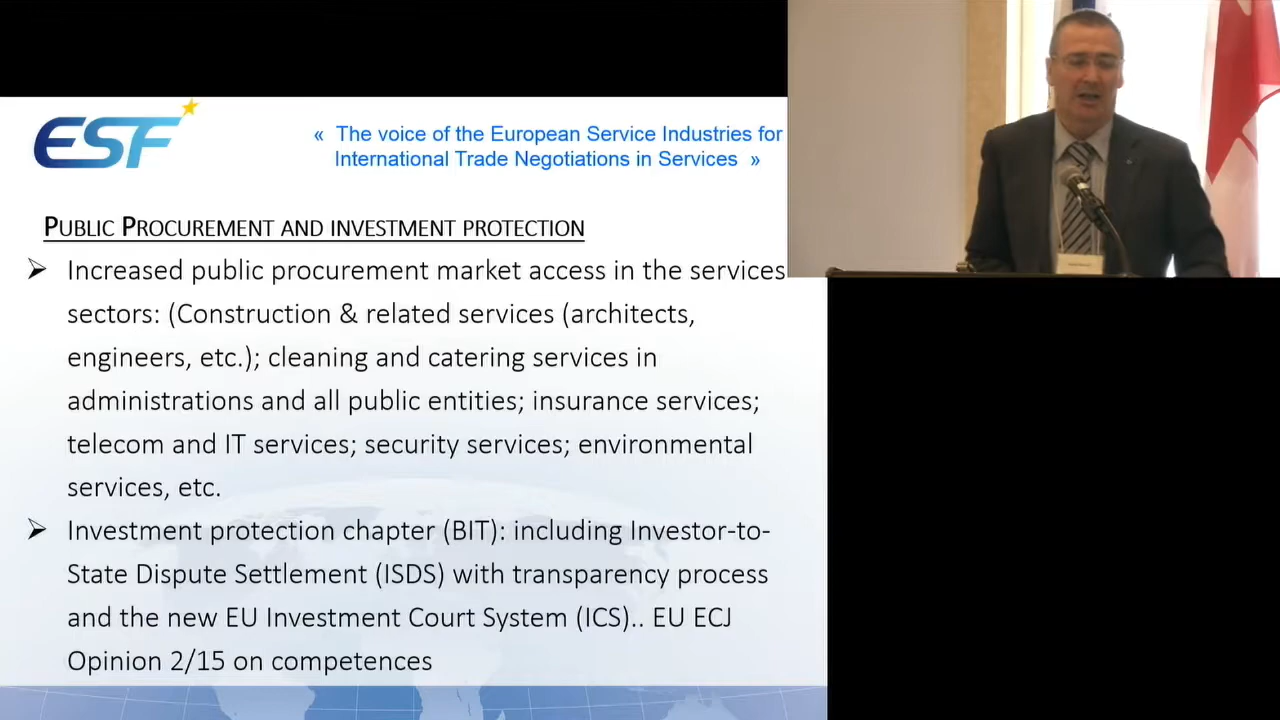 ESF
« The voice of the European Service Industries for
International Trade Negotiations in Services »
PUBLIC PROCUREMENT AND INVESTMENT PROTECTION
➢ Increased public procurement market access in the services
sectors: (Construction & related services (architects,
engineers, etc.); cleaning and catering services in
administrations and all public entities; insurance services;
telecom and IT services; security services; environmental
services, etc.
➢ Investment protection chapter (BIT): including Investor-to-
State Dispute Settlement (ISDS) with transparency process
and the new EU Investment Court System (ICS).. EU ECJ
Opinion 2/15 on competences